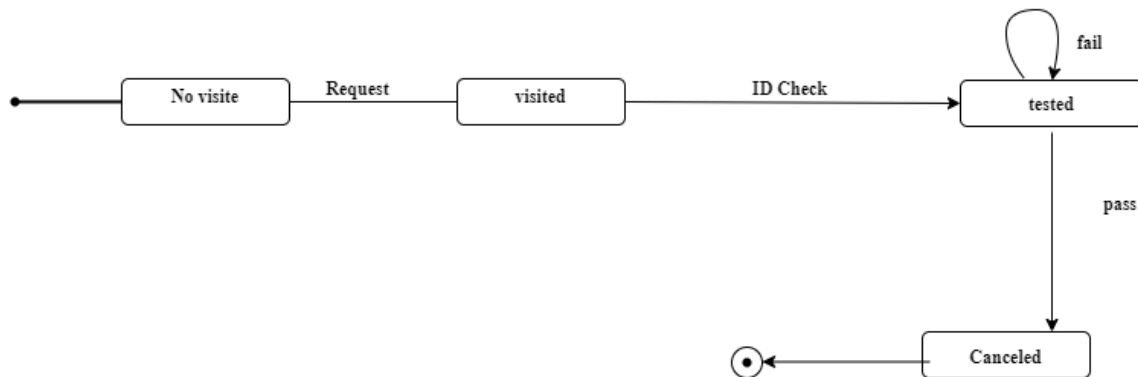 fail
No visite
Request
visited
ID Check
tested
pass
Canceled